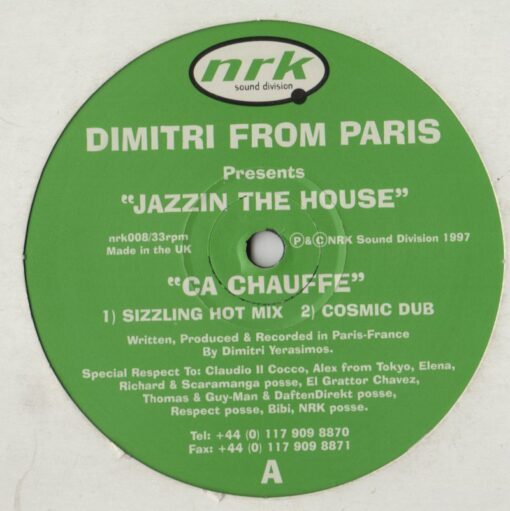 nrk
sound division
DIMITRI FROM PARIS
Presents
"JAZZIN THE HOUSE"
nrk008/33rpm
Made in the UK
Ⓟ&ⒸNRK Sound Division 1997
"CA CHAUFFE"
1) SIZZLING HOT MIX 2) COSMIC DUB
Written, Produced & Recorded in Paris-France
By Dimitri Yerasimos.
Special Respect To: Claudio Il Cocco, Alex from Tokyo, Elena,
Richard & Scaramanga posse, El Grattor Chavez,
Thomas & Guy-Man & DaftenDirekt posse,
Respect posse, Bibi, NRK posse.
Tel: +44 (0) 117 909 8870
Fax: +44 (0) 117 909 8871
A